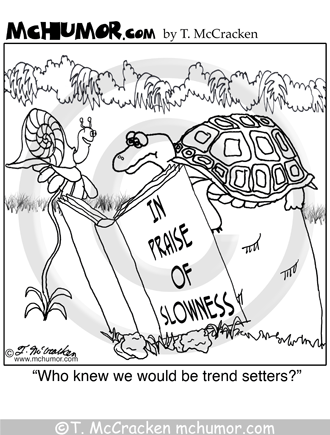 McHUMOR.com by T. McCracken
IN
PRAISE
OF
SLOWNESS
© T. McCracken
www.mchumor.com
"Who knew we would be trend setters?"
©T. McCracken mchumor.com